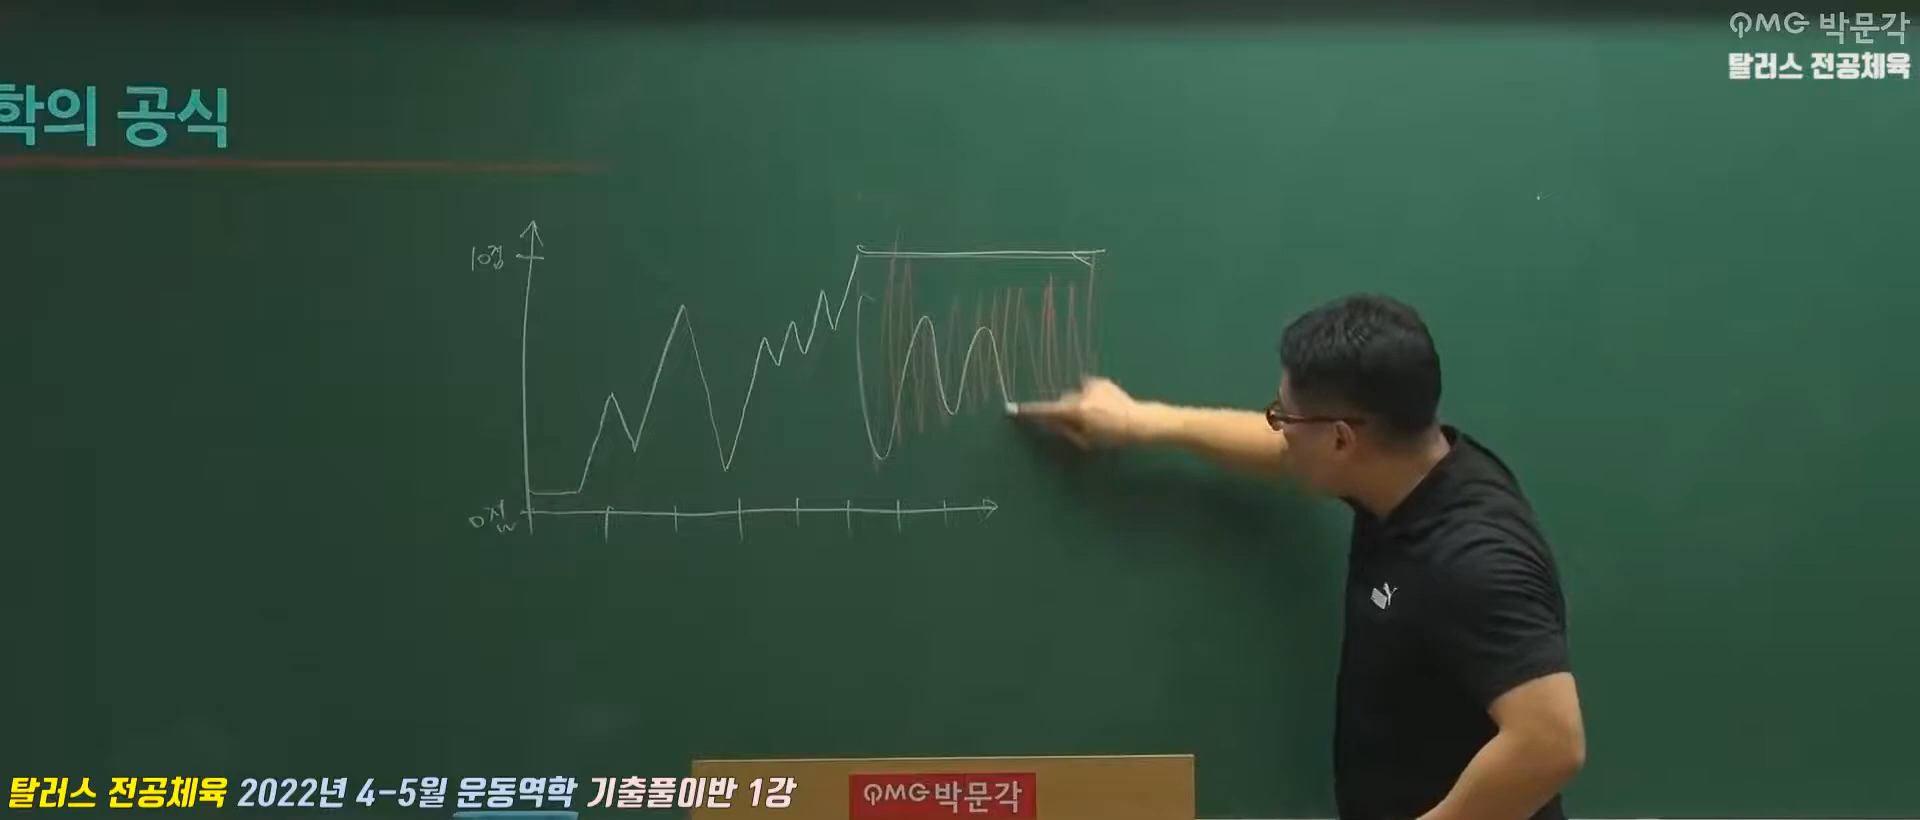 PMG 박문각
탈러스 전공체육
학의 공식
10점
0점
탈러스 전공체육 2022년 4-5월 운동역학 기출풀이반 1강
PMG 박문각